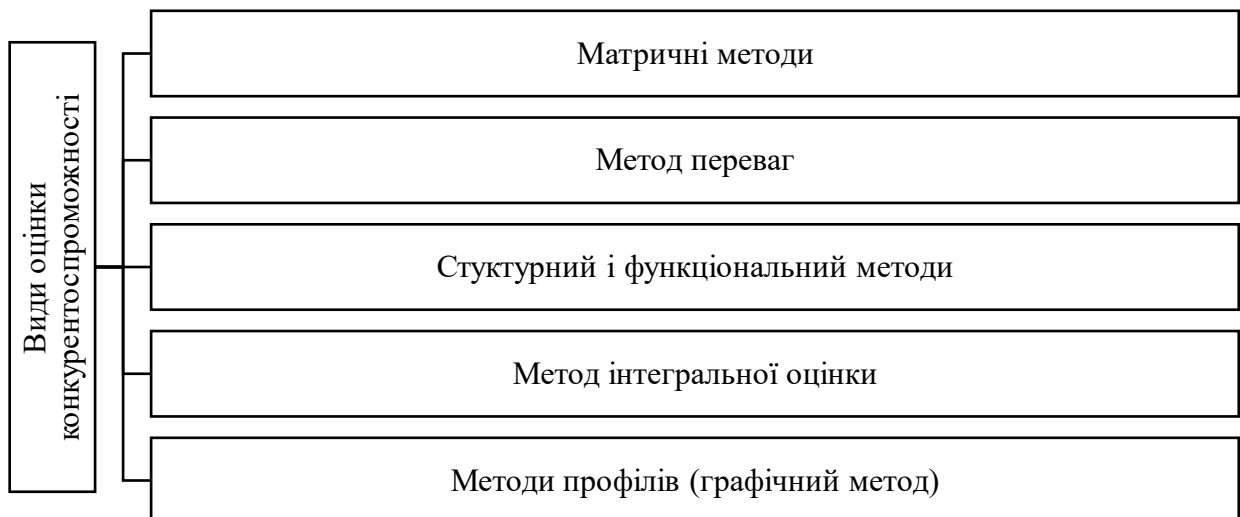 Види оцінки
конкурентоспроможності
Матричні методи
Метод переваг
Стуктурний і функціональний методи
Метод інтегральної оцінки
Методи профілів (графічний метод)